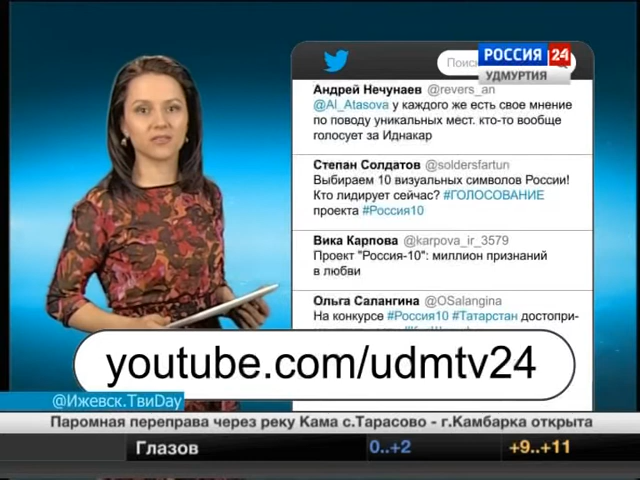 Поис
РОССИЯ 24
УДМУРТИЯ
Андрей Нечунаев @revers_an
@Al_Atasova у каждого же есть свое мнение
по поводу уникальных мест. кто-то вообще
голосует за Иднакар
Степан Солдатов @soldersfartun
Выбираем 10 визуальных символов России!
Кто лидирует сейчас? #ГОЛОСОВАНИЕ
проекта #Россия10
Вика Карпова @karpova_ir_3579
Проект "Россия-10": миллион признаний
в любви
Ольга Салангина @OSalangina
На конкурсе #Россия10 #Татарстан достопри-
youtube.com/udmtv24
@Ижевск.ТвиDay
Паромная переправа через реку Кама с.Тарасово - г.Камбарка открыта
Глазов 0..+2 +9..+11